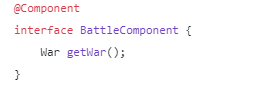 @Component
interface BattleComponent {
    War getWar();
}